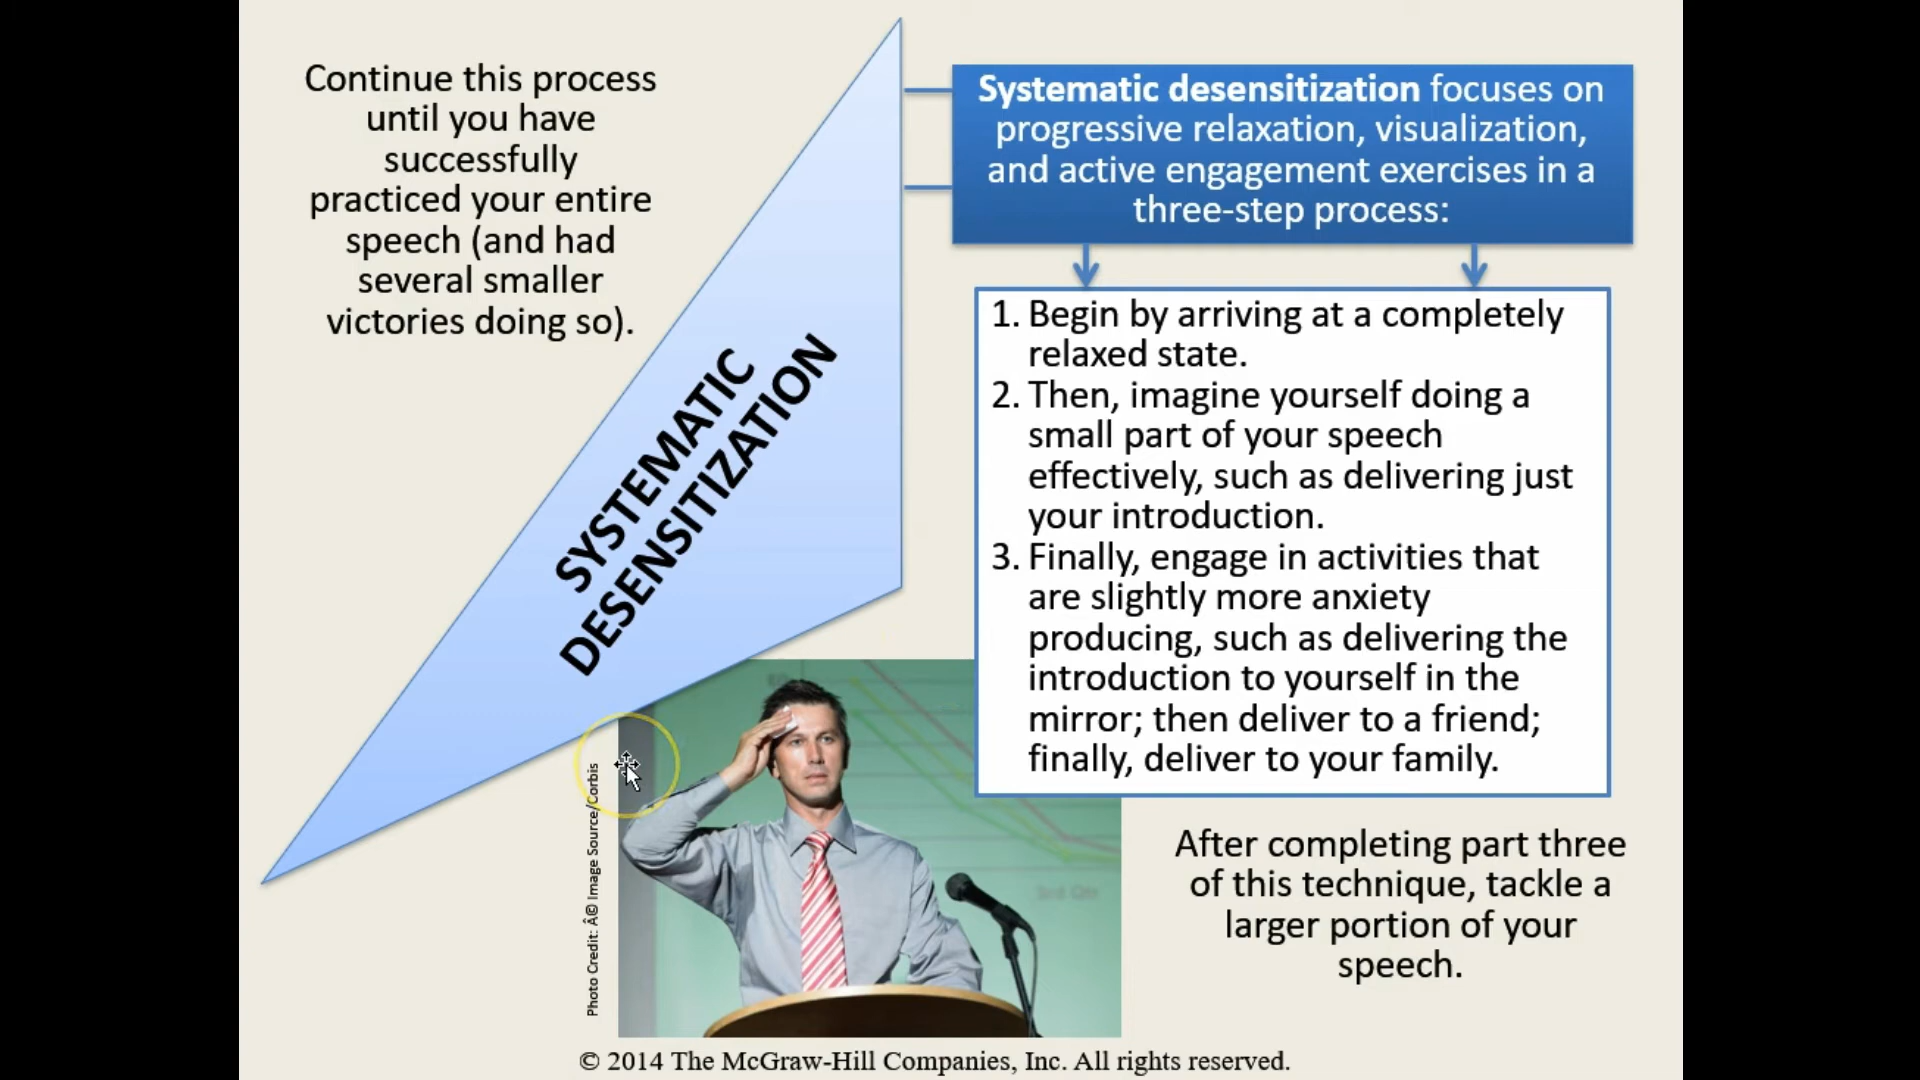 Continue this process
until you have
successfully
practiced your entire
speech (and had
several smaller
victories doing so).
SYSTEMATIC
DESENSITIZATION
Systematic desensitization focuses on
progressive relaxation, visualization,
and active engagement exercises in a
three-step process:
1. Begin by arriving at a completely
relaxed state.
2. Then, imagine yourself doing a
small part of your speech
effectively, such as delivering just
your introduction.
3. Finally, engage in activities that
are slightly more anxiety
producing, such as delivering the
introduction to yourself in the
mirror; then deliver to a friend;
finally, deliver to your family.
After completing part three
of this technique, tackle a
larger portion of your
speech.
Photo Credit: Â© Image Source/Corbis
3rd Qtr
© 2014 The McGraw-Hill Companies, Inc. All rights reserved.